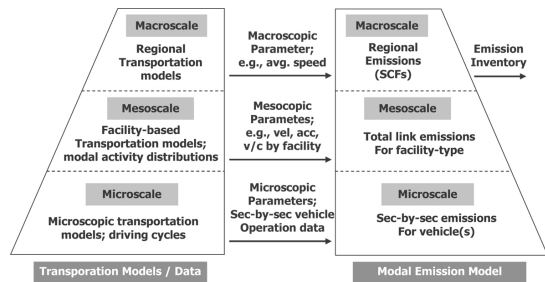 Macroscale
Regional
Transportation
models
Macroscopic
Parameter;
e.g., avg. speed
Macroscale
Regional
Emissions
(SCFs)
Emission
Inventory
Mesoscale
Facility-based
Transportation models;
modal activity distributions
Mesocopic
Parametes;
e.g., vel, acc,
v/c by facility
Mesoscale
Total link emissions
For facility-type
Microscale
Microscopic transportation
models; driving cycles
Microscopic
Parameters;
Sec-by-sec vehicle
Operation data
Microscale
Sec-by-sec emissions
For vehicle(s)
Transporation Models / Data
Modal Emission Model